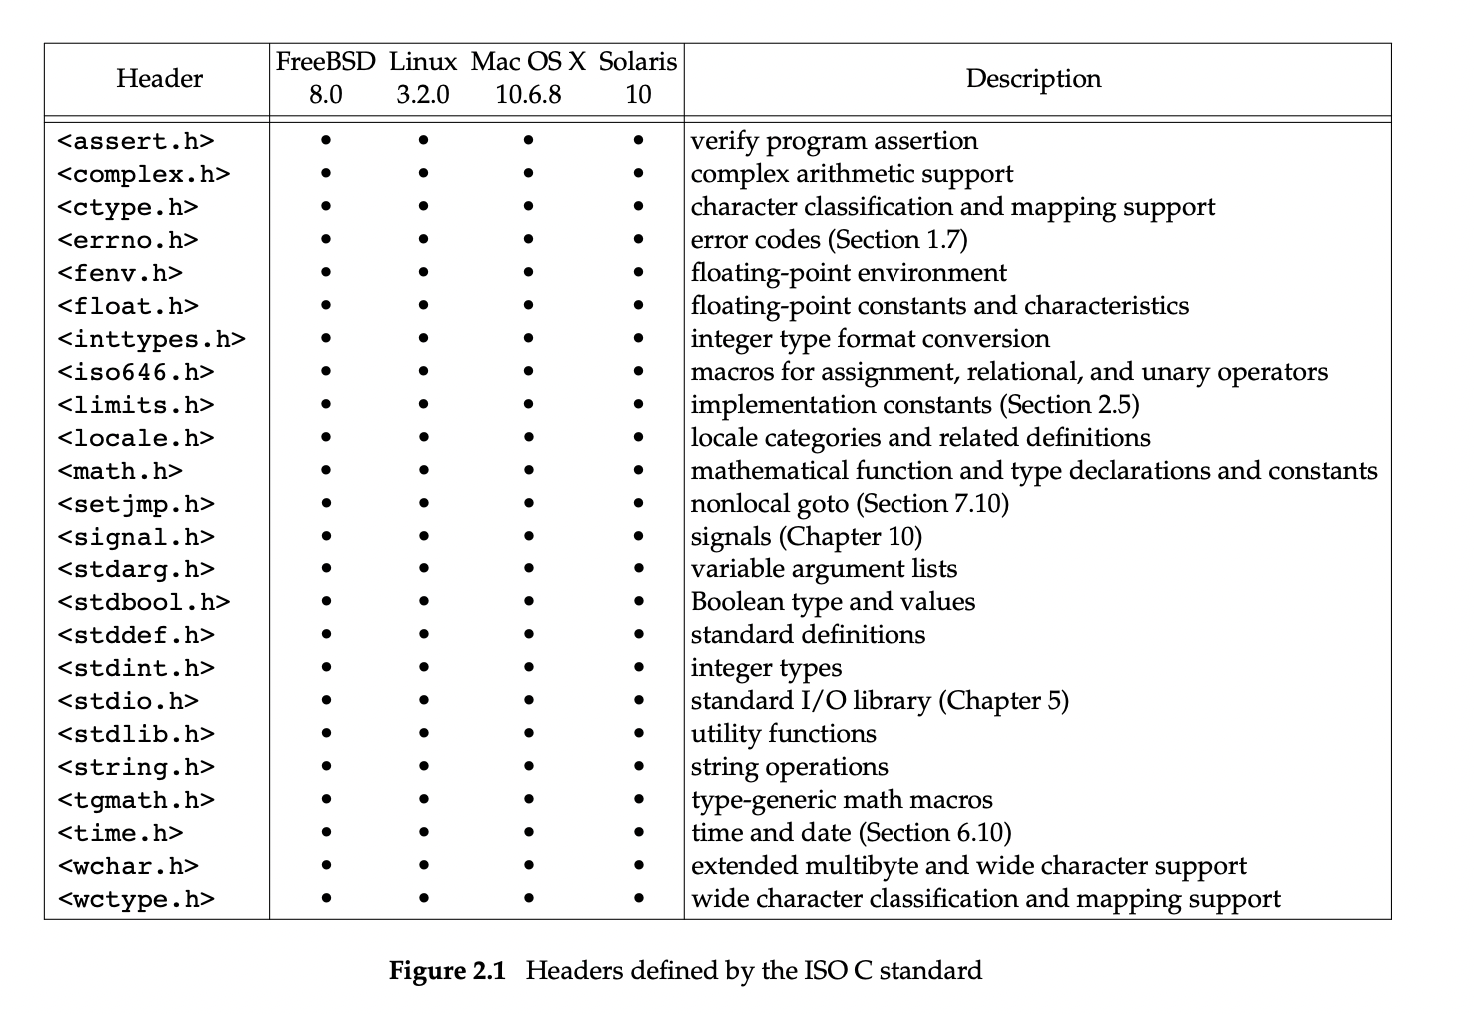 Header FreeBSD Linux Mac OS X Solaris Description
8.0 3.2.0 10.6.8 10
<assert.h> • • • • verify program assertion
<complex.h> • • • • complex arithmetic support
<ctype.h> • • • • character classification and mapping support
<errno.h> • • • • error codes (Section 1.7)
<fenv.h> • • • • floating-point environment
<float.h> • • • • floating-point constants and characteristics
<inttypes.h> • • • • integer type format conversion
<iso646.h> • • • • macros for assignment, relational, and unary operators
<limits.h> • • • • implementation constants (Section 2.5)
<locale.h> • • • • locale categories and related definitions
<math.h> • • • • mathematical function and type declarations and constants
<setjmp.h> • • • • nonlocal goto (Section 7.10)
<signal.h> • • • • signals (Chapter 10)
<stdarg.h> • • • • variable argument lists
<stdbool.h> • • • • Boolean type and values
<stddef.h> • • • • standard definitions
<stdint.h> • • • • integer types
<stdio.h> • • • • standard I/O library (Chapter 5)
<stdlib.h> • • • • utility functions
<string.h> • • • • string operations
<tgmath.h> • • • • type-generic math macros
<time.h> • • • • time and date (Section 6.10)
<wchar.h> • • • • extended multibyte and wide character support
<wctype.h> • • • • wide character classification and mapping support
Figure 2.1 Headers defined by the ISO C standard